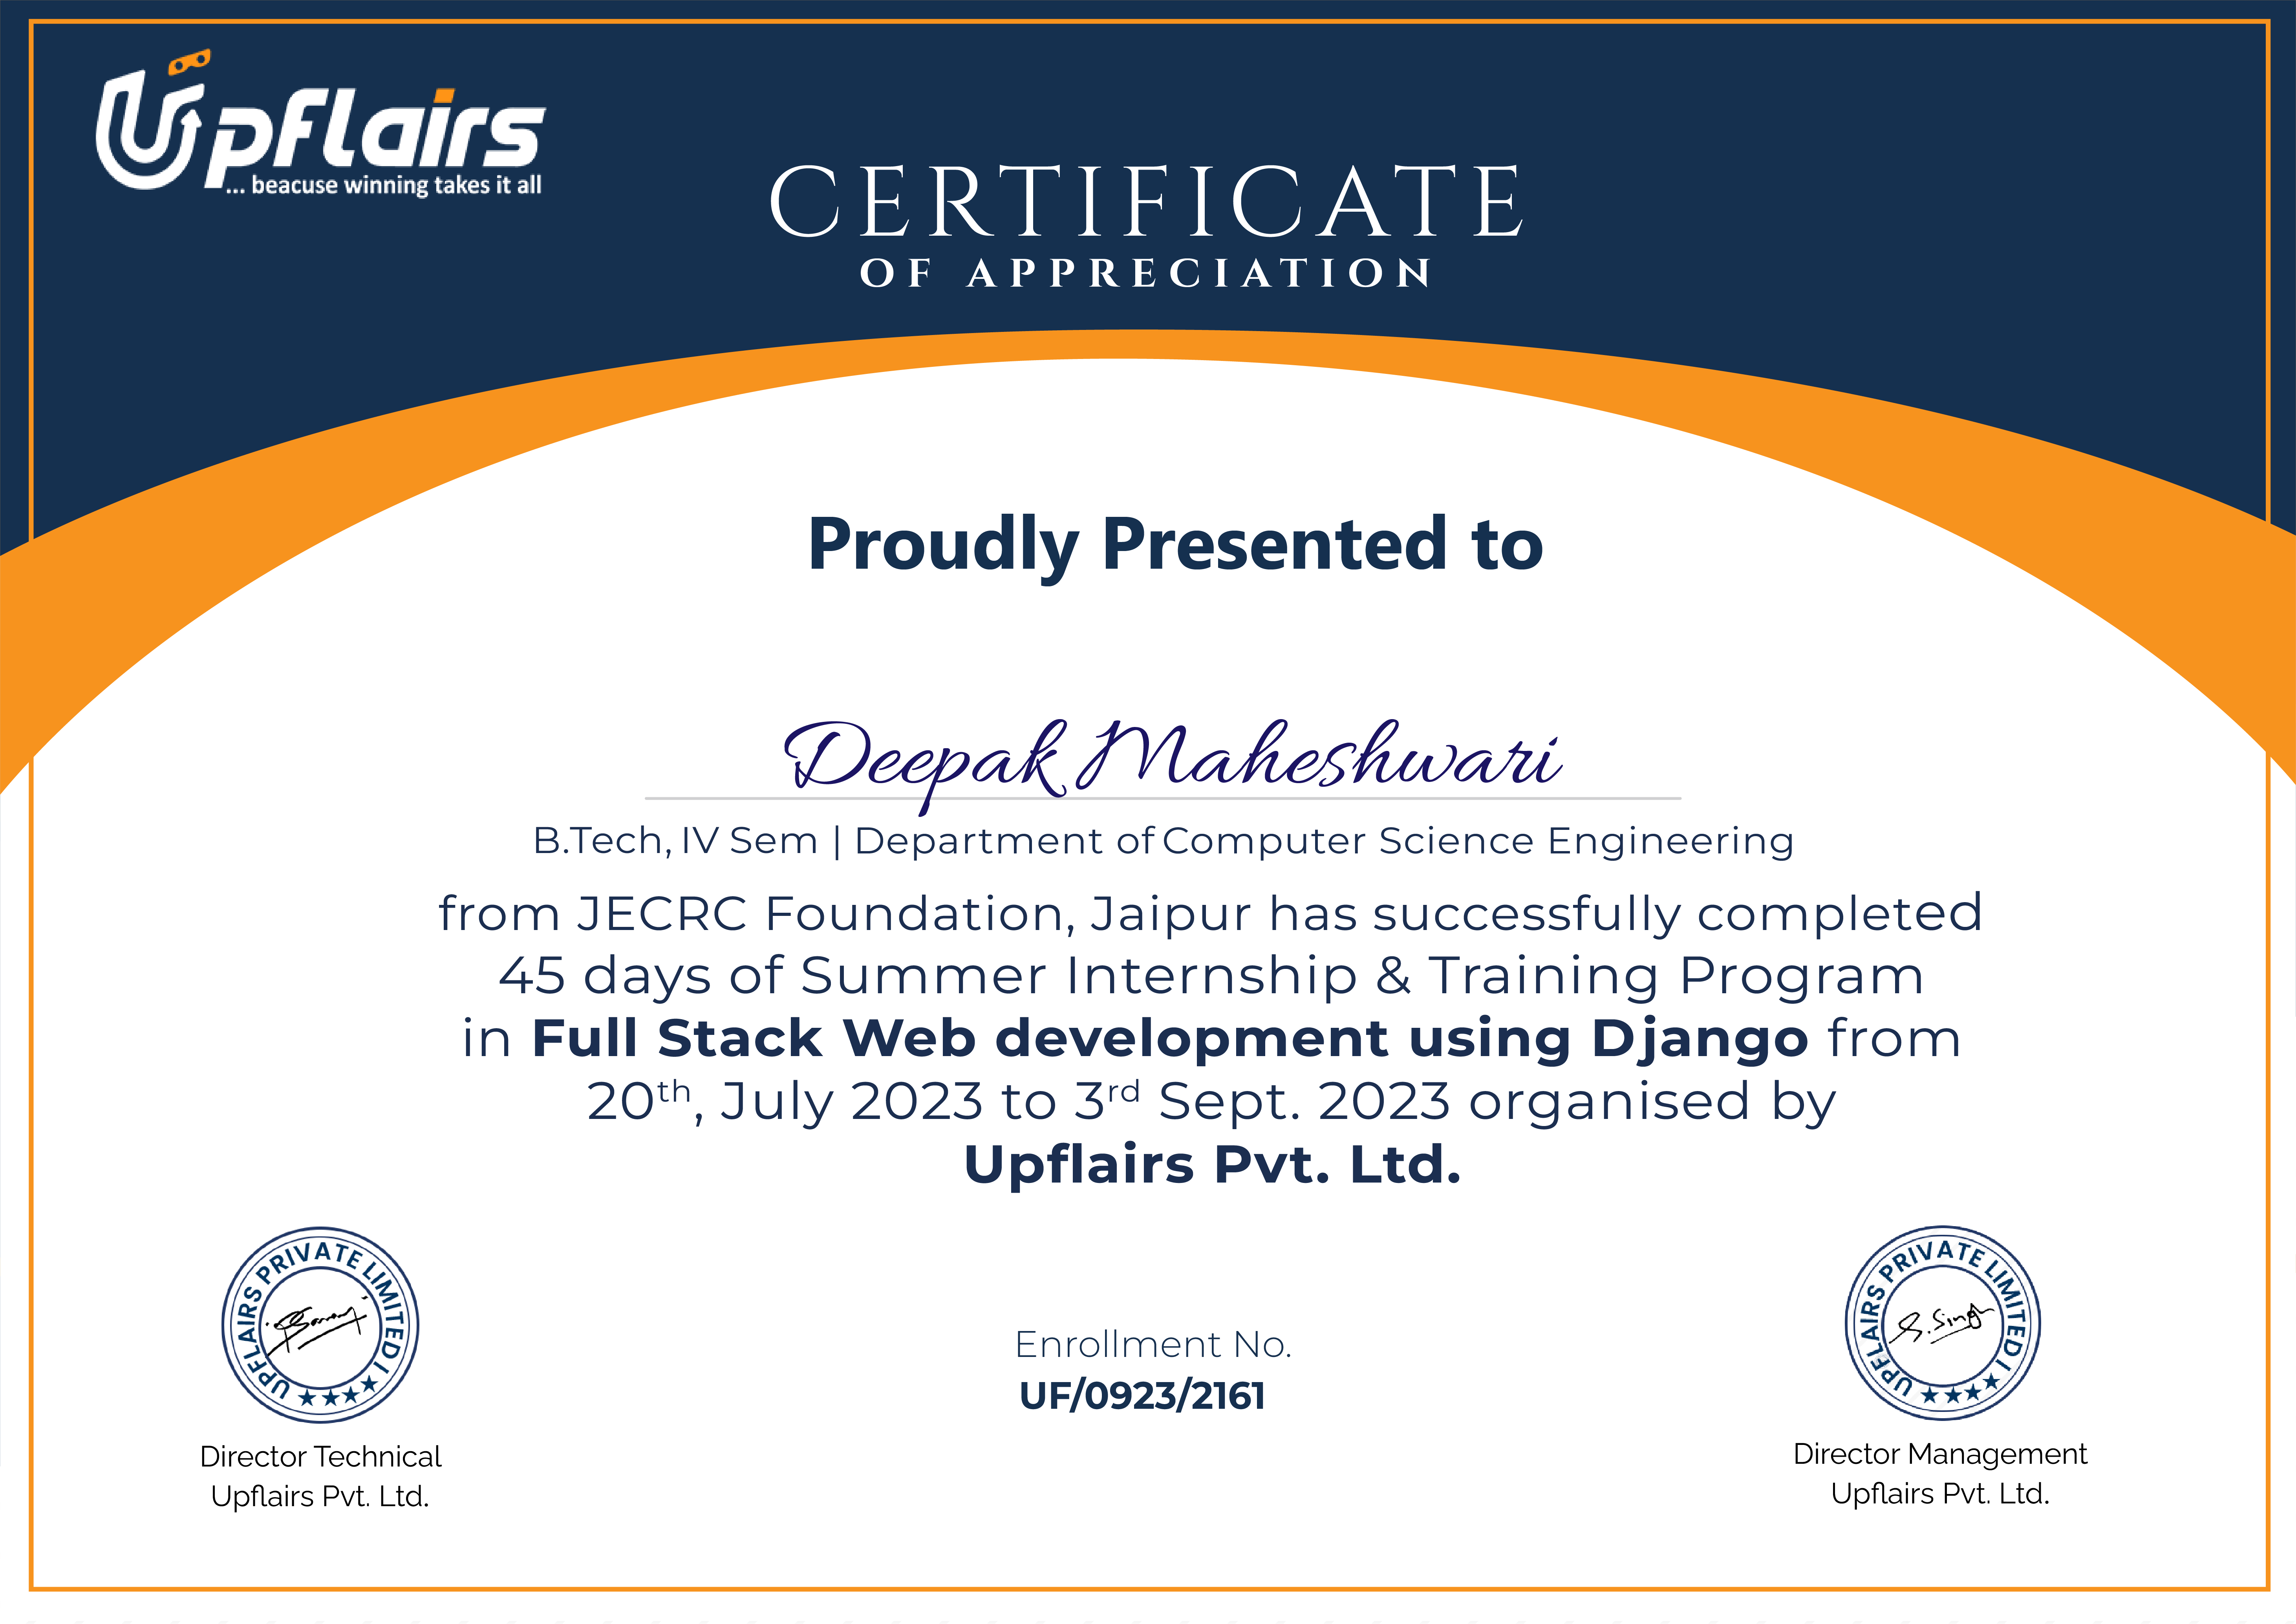 Upflairs
... beacuse winning takes it all
CERTIFICATE
OF APPRECIATION
Proudly Presented to
Deepak Maheshwari
B.Tech, IV Sem | Department of Computer Science Engineering
from JECRC Foundation, Jaipur has successfully completed
45 days of Summer Internship & Training Program
in Full Stack Web development using Django from
20th, July 2023 to 3rd Sept. 2023 organised by
Upflairs Pvt. Ltd.
UPFLAIRS PRIVATE LIMITED |
Director Technical
Upflairs Pvt. Ltd.
Enrollment No.
UF/0923/2161
UPFLAIRS PRIVATE LIMITED |
S. Singh
Director Management
Upflairs Pvt. Ltd.